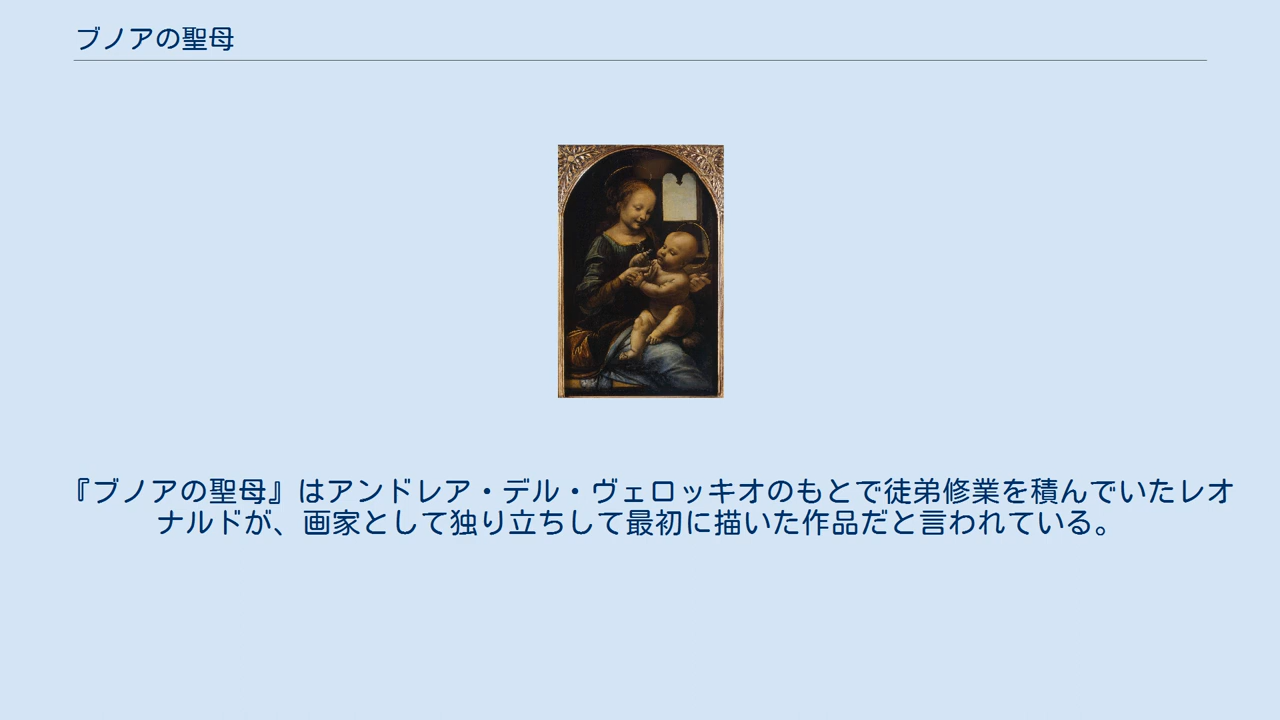 ブノアの聖母
『ブノアの聖母』はアンドレア・デル・ヴェロッキオのもとで徒弟修業を積んでいたレオ
ナルドが、画家として独り立ちして最初に描いた作品だと言われている。